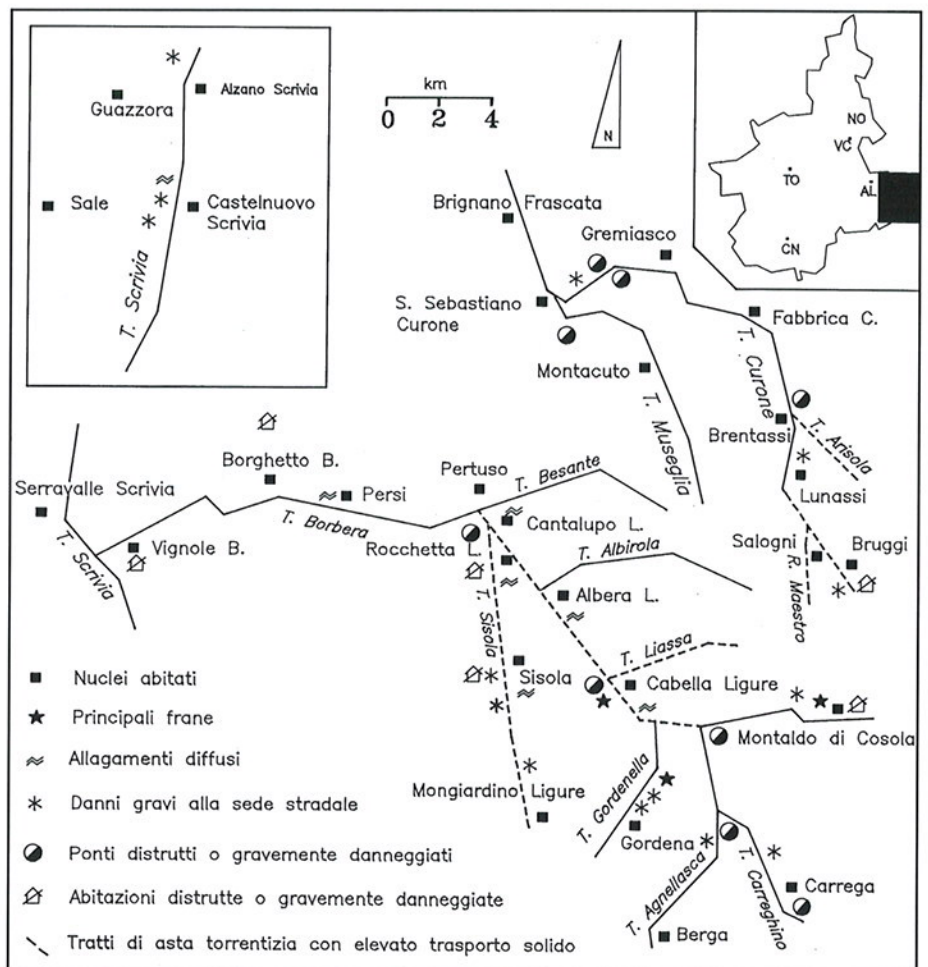 Guazzora
Alzano Scrivia
Sale
Castelnuovo
Scrivia
T. Scrivia
km
0 2 4
N
NO
VC
TO
AL
CN
Brignano Frascata
Gremiasco
S. Sebastiano
Curone
Fabbrica C.
Montacuto
T. Museglia
T. Curone
Brentassi
T. Arisola
Lunassi
Borghetto B.
Pertuso
T. Besante
Serravalle Scrivia
Persi
T. Borbera
Cantalupo L.
Rocchetta L.
Salogni
Bruggi
R. Maestro
T. Scrivia
Vignole B.
T. Albirola
Albera L.
T. Sisola
T. Liassa
Sisola
Cabella Ligure
Montaldo di Cosola
Mongiardino Ligure
T. Gordenella
Gordena
T. Agnellasca
T. Carreghino
Carrega
Berga
Nuclei abitati
Principali frane
Allagamenti diffusi
Danni gravi alla sede stradale
Ponti distrutti o gravemente danneggiati
Abitazioni distrutte o gravemente danneggiate
Tratti di asta torrentizia con elevato trasporto solido